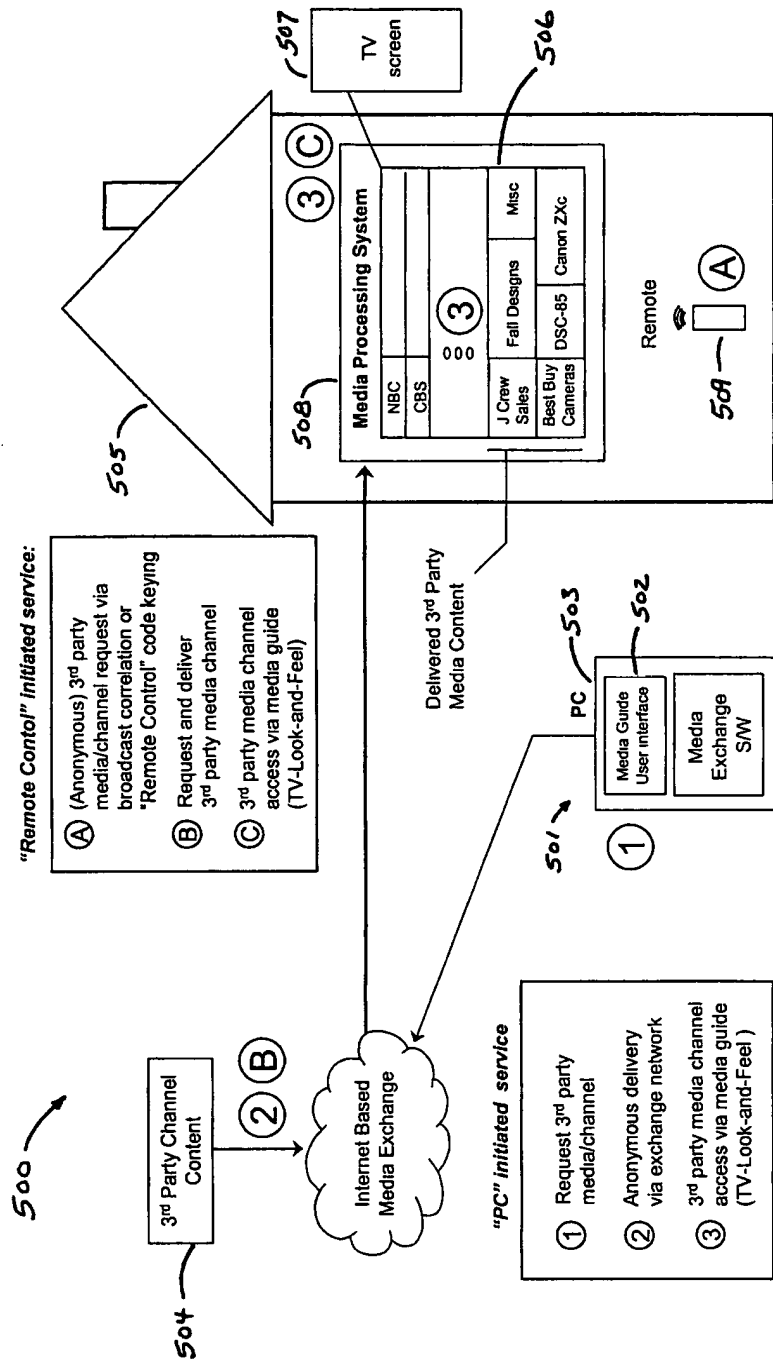 500
504
3rd Party Channel
Content
2 B
Internet Based
Media Exchange
"PC" initiated service
1 Request 3rd party
media/channel
2 Anonymous delivery
via exchange network
3 3rd party media channel
access via media guide
(TV-Look-and-Feel )
"Remote Contol" initiated service:
A (Anonymous) 3rd party
media/channel request via
broadcast correlation or
"Remote Control" code keying
B Request and deliver
3rd party media channel
C 3rd party media channel
access via media guide
(TV-Look-and-Feel)
Delivered 3rd Party
Media Content
501
1
PC
503
502
Media Guide
User interface
Media
Exchange
S/W
505
508
3 C
Media Processing System
NBC
CBS
3
J Crew
Sales
Fall Designs
Misc
Best Buy
Cameras
DSC-85
Canon ZXc
507
TV
screen
506
Remote
509
A